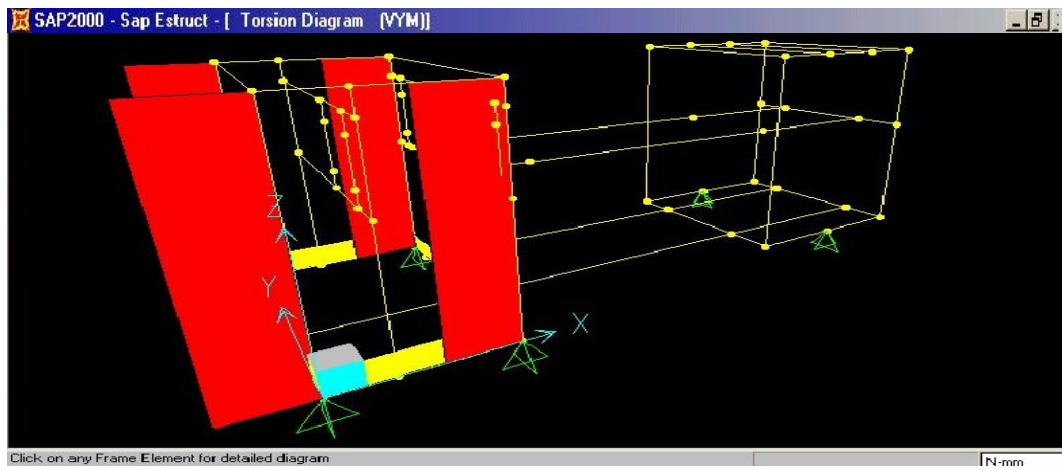 SAP2000 - Sap Estruct - [ Torsion Diagram (VYM)]
Z
Y
X
Click on any Frame Element for detailed diagram
N-mm